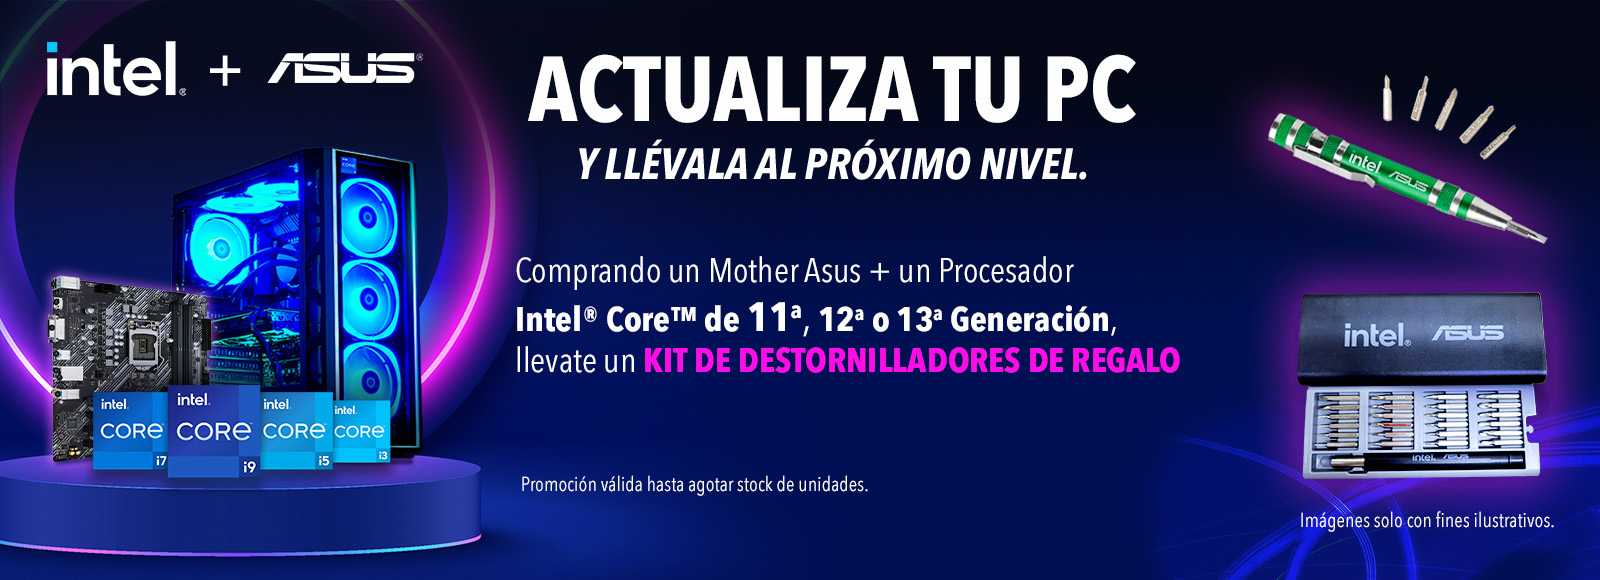 intel. + ASUS®
ACTUALIZA TU PC
Y LLÉVALA AL PRÓXIMO NIVEL.
Comprando un Mother Asus + un Procesador
Intel® Core™ de 11ª, 12ª o 13ª Generación,
llevate un KIT DE DESTORNILLADORES DE REGALO
Promoción válida hasta agotar stock de unidades.
CORE
intel. CORE i7
intel. CORE i9
intel. CORE i5
intel. CORE i3
intel ASUS
intel. ASUS
intel. ASUS
Imágenes solo con fines ilustrativos.